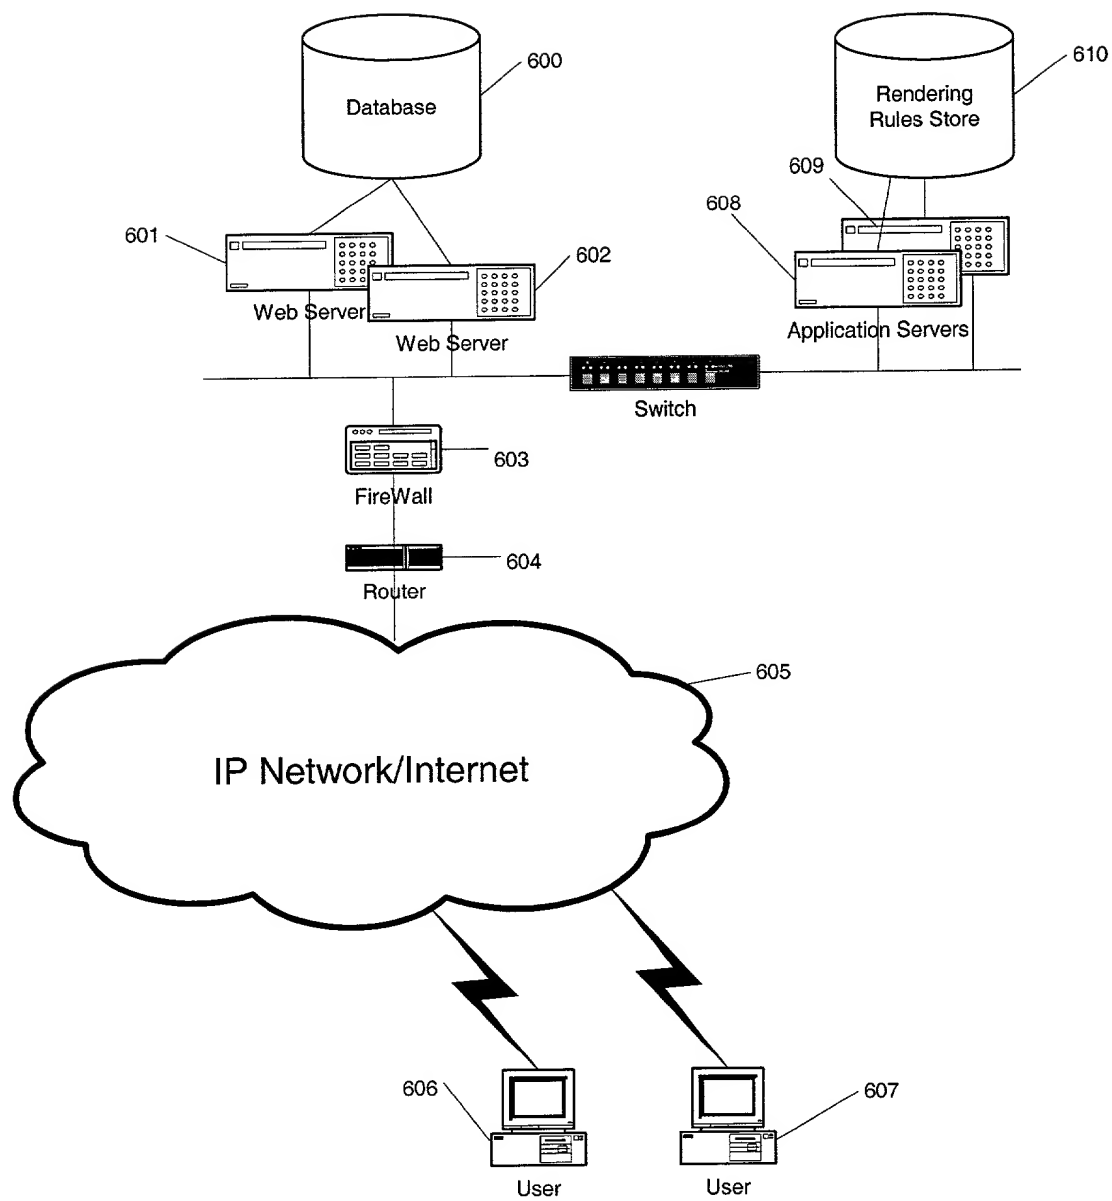 600
610
Database
Rendering
Rules Store
609
608
601
602
Web Server
Web Server
Application Servers
Switch
603
FireWall
604
Router
605
IP Network/Internet
606
607
User
User